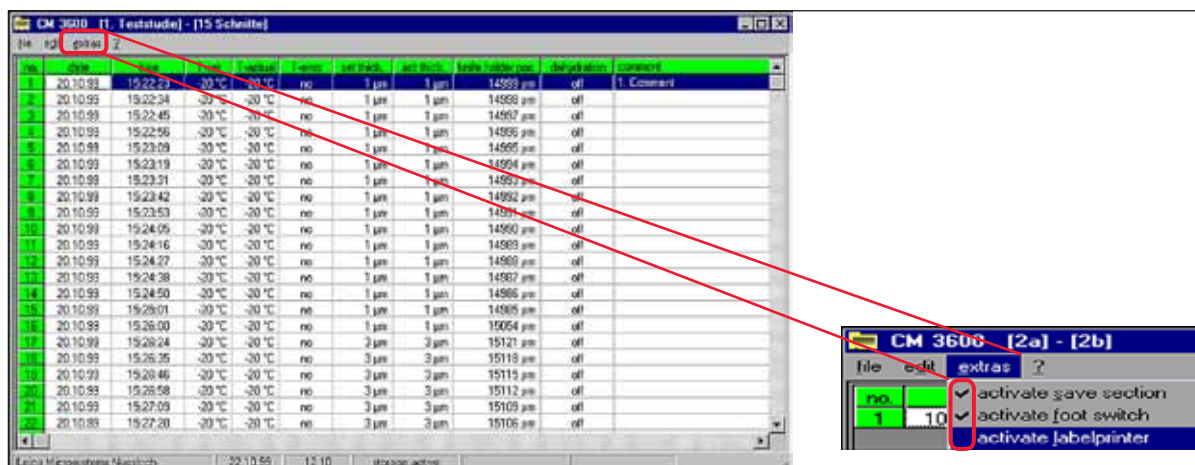 CM 3600 [1. Teststudie] - [15 Schnitte]
file edit extras ?
no. date T-actual T-error set thick. act thick. knife holder pos. dehydration comment
1 20.10.99 15:22:23 -20 °C -20 °C no 1 µm 1 µm 14999 µm off 1. Comment
2 20.10.99 15:22:34 -20 °C -20 °C no 1 µm 1 µm 14998 µm off
3 20.10.99 15:22:45 -20 °C -20 °C no 1 µm 1 µm 14997 µm off
4 20.10.99 15:22:56 -20 °C -20 °C no 1 µm 1 µm 14996 µm off
5 20.10.99 15:23:09 -20 °C -20 °C no 1 µm 1 µm 14995 µm off
6 20.10.99 15:23:19 -20 °C -20 °C no 1 µm 1 µm 14994 µm off
7 20.10.99 15:23:31 -20 °C -20 °C no 1 µm 1 µm 14993 µm off
8 20.10.99 15:23:42 -20 °C -20 °C no 1 µm 1 µm 14992 µm off
9 20.10.99 15:23:53 -20 °C -20 °C no 1 µm 1 µm 14991 µm off
10 20.10.99 15:24:05 -20 °C -20 °C no 1 µm 1 µm 14990 µm off
11 20.10.99 15:24:16 -20 °C -20 °C no 1 µm 1 µm 14989 µm off
12 20.10.99 15:24:27 -20 °C -20 °C no 1 µm 1 µm 14988 µm off
13 20.10.99 15:24:38 -20 °C -20 °C no 1 µm 1 µm 14987 µm off
14 20.10.99 15:24:50 -20 °C -20 °C no 1 µm 1 µm 14986 µm off
15 20.10.99 15:25:01 -20 °C -20 °C no 1 µm 1 µm 14985 µm off
16 20.10.99 15:26:00 -20 °C -20 °C no 1 µm 1 µm 15054 µm off
17 20.10.99 15:26:24 -20 °C -20 °C no 3 µm 3 µm 15121 µm off
18 20.10.99 15:26:35 -20 °C -20 °C no 3 µm 3 µm 15118 µm off
19 20.10.99 15:26:46 -20 °C -20 °C no 3 µm 3 µm 15115 µm off
20 20.10.99 15:26:58 -20 °C -20 °C no 3 µm 3 µm 15112 µm off
21 20.10.99 15:27:09 -20 °C -20 °C no 3 µm 3 µm 15109 µm off
22 20.10.99 15:27:20 -20 °C -20 °C no 3 µm 3 µm 15106 µm off
Leica Microsystems Nussloch 22.10.99 12:10 storage active
CM 3600 [2a] - [2b]
file edit extras ?
no. activate save section
1 10 activate foot switch
activate labelprinter